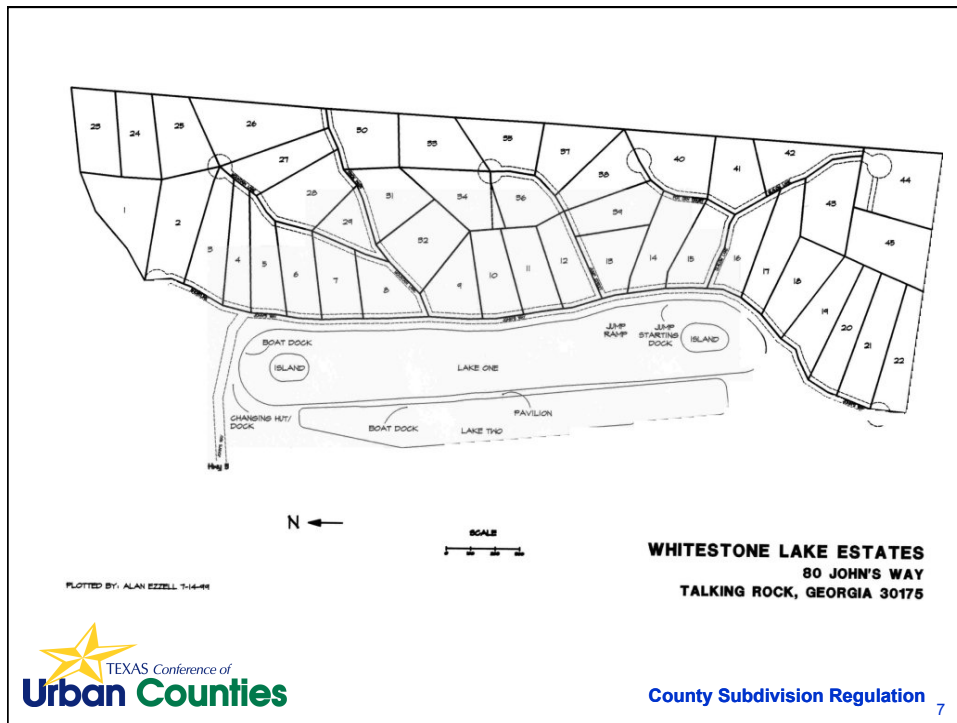 23
24
25
26
27
28
29
30
31
32
33
34
35
36
37
38
39
40
41
42
43
44
45
1
2
3
4
5
6
7
8
9
10
11
12
13
14
15
16
17
18
19
20
21
22
BOAT DOCK
ISLAND
LAKE ONE
JUMP
RAMP
JUMP
STARTING
DOCK
ISLAND
CHANGING HUT/
DOCK
BOAT DOCK
PAVILION
LAKE TWO
N
SCALE
WHITESTONE LAKE ESTATES
80 JOHN'S WAY
TALKING ROCK, GEORGIA 30175
PLOTTED BY: ALAN EZZELL 7-14-99
TEXAS Conference of
Urban Counties
County Subdivision Regulation
7